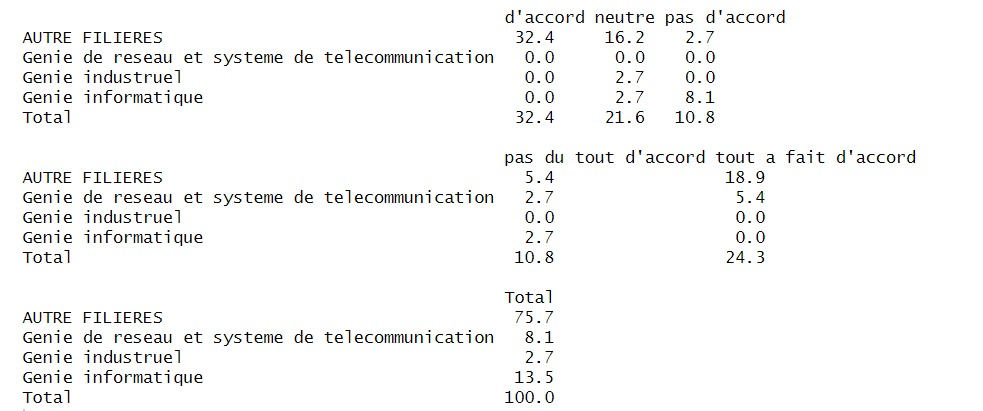 d'accord neutre pas d'accord
AUTRE FILIERES 32.4 16.2 2.7
Genie de reseau et systeme de telecommunication 0.0 0.0 0.0
Genie industruel 0.0 2.7 0.0
Genie informatique 0.0 2.7 8.1
Total 32.4 21.6 10.8
pas du tout d'accord tout a fait d'accord
AUTRE FILIERES 5.4 18.9
Genie de reseau et systeme de telecommunication 2.7 5.4
Genie industruel 0.0 0.0
Genie informatique 2.7 0.0
Total 10.8 24.3
Total
AUTRE FILIERES 75.7
Genie de reseau et systeme de telecommunication 8.1
Genie industruel 2.7
Genie informatique 13.5
Total 100.0